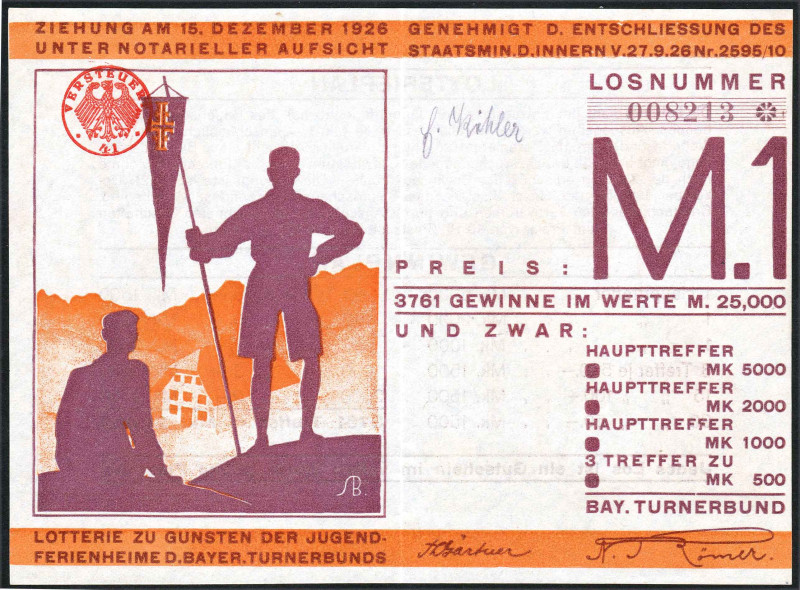 ZIEHUNG AM 15. DEZEMBER 1926
UNTER NOTARIELLER AUFSICHT
GENEHMIGT D. ENTSCHLIESSUNG DES
STAATSMIN.D.INNERN V.27.9.26 Nr.2595/10
VERSTEUERT
41
f. Köhler
LOSNUMMER
008213
M.1
PREIS:
3761 GEWINNE IM WERTE M. 25,000
UND ZWAR:
HAUPTTREFFER
MK 5000
HAUPTTREFFER
MK 2000
HAUPTTREFFER
MK 1000
3 TREFFER ZU
MK 500
BAY. TURNERBUND
SB.
LOTTERIE ZU GUNSTEN DER JUGEND-
FERIENHEIME D.BAYER.TURNERBUNDS
Gärtner
Römer.